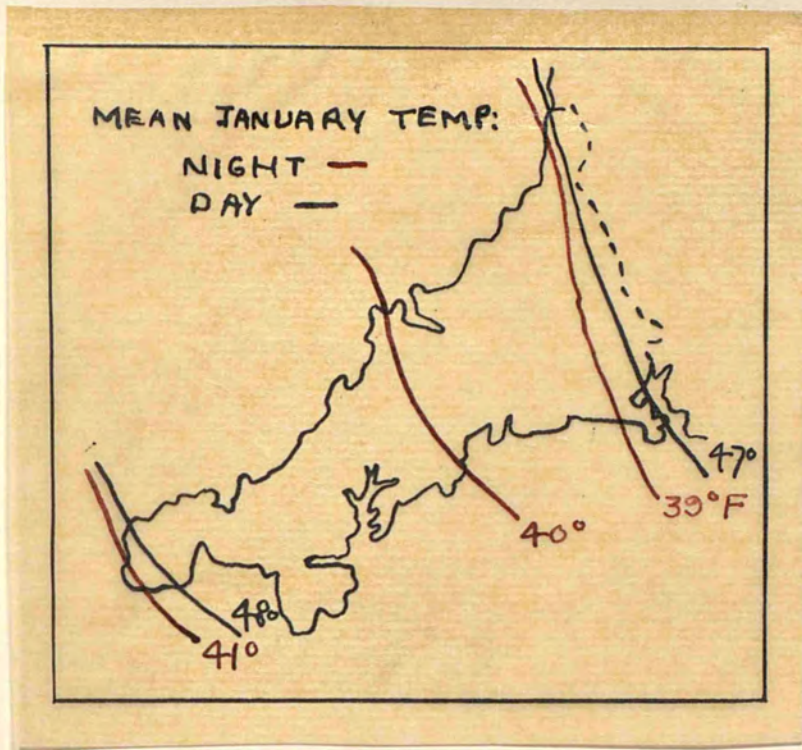 MEAN JANUARY TEMP:
NIGHT —
DAY —
47°
39°F
40°
48°
41°